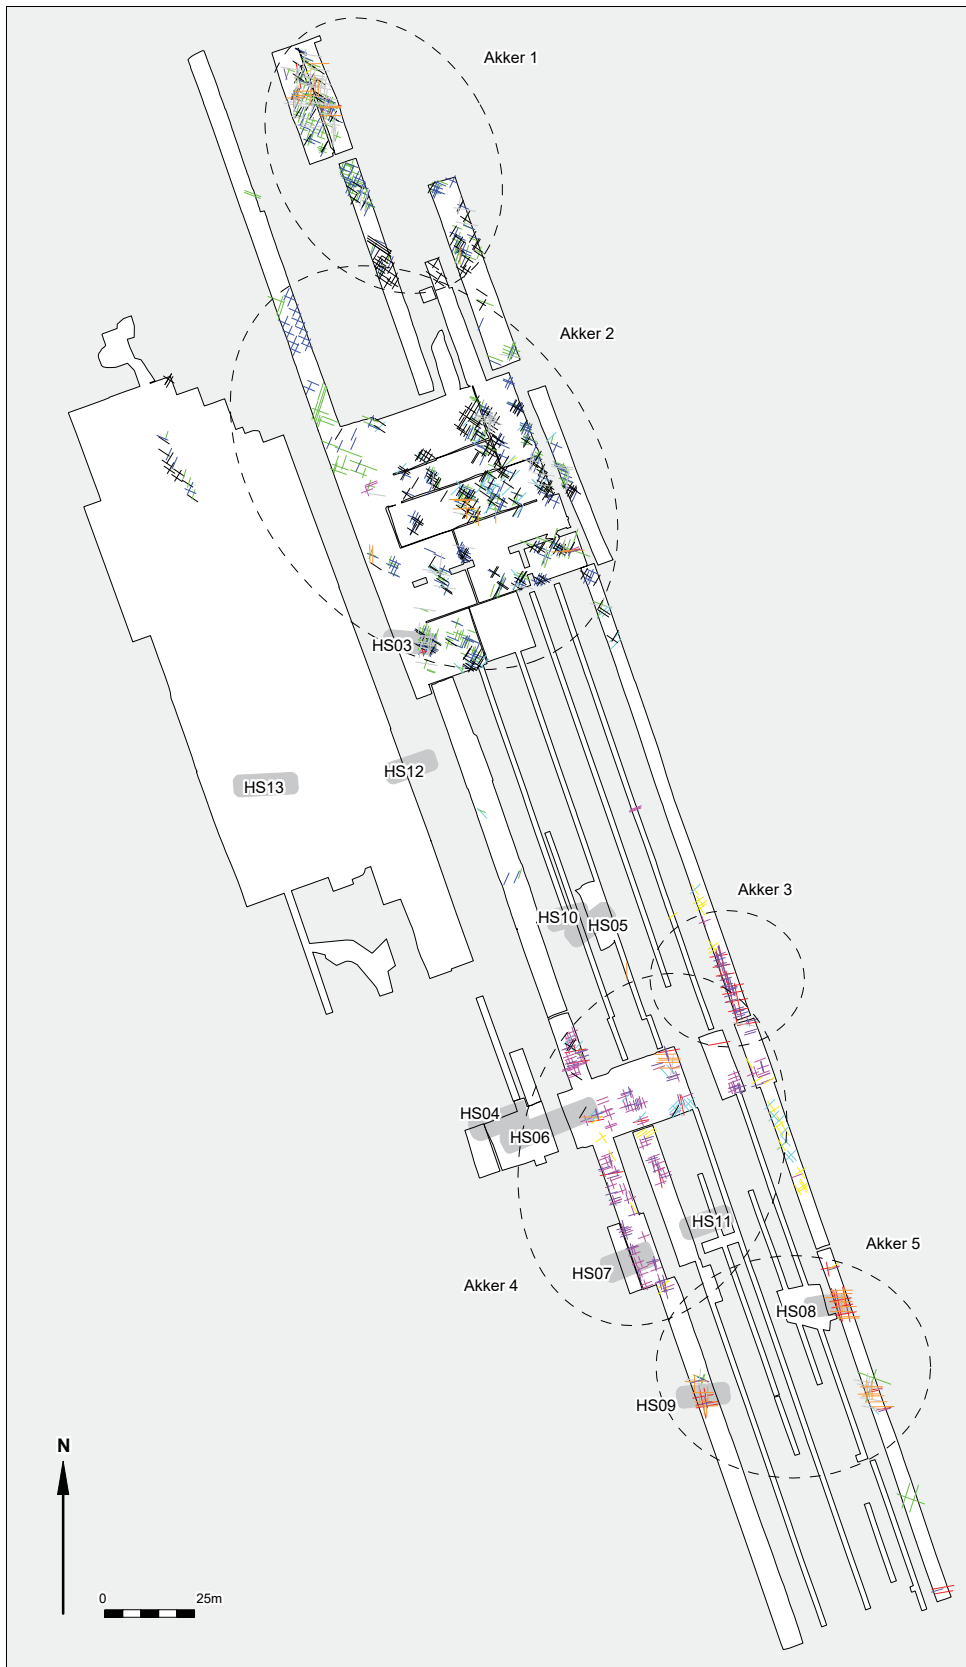 Akker 1
Akker 2
HS03
HS12
HS13
Akker 3
HS10
HS05
HS04
HS06
HS11
Akker 5
HS07
Akker 4
HS08
HS09
N
0 25m